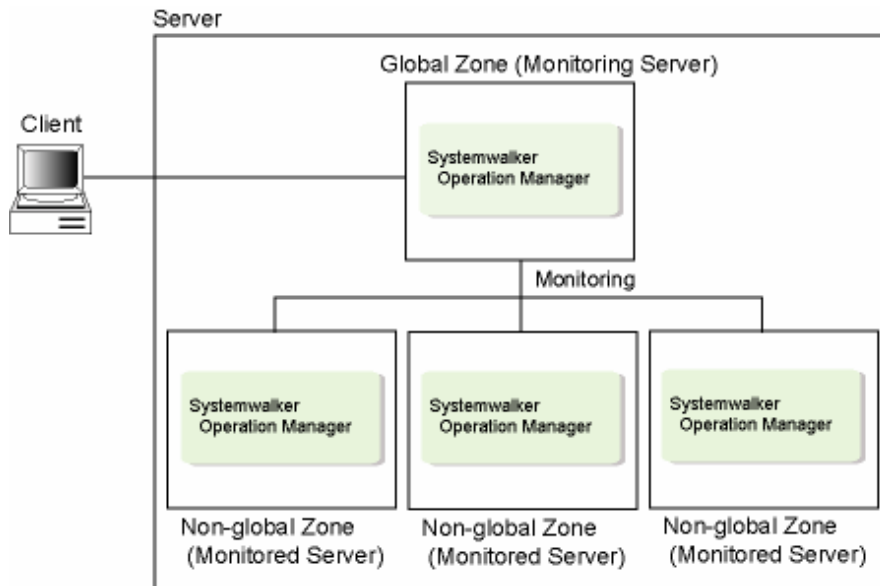 Server
Global Zone (Monitoring Server)
Client
Systemwalker
Operation Manager
Monitoring
Systemwalker
Operation Manager
Systemwalker
Operation Manager
Systemwalker
Operation Manager
Non-global Zone
(Monitored Server)
Non-global Zone
(Monitored Server)
Non-global Zone
(Monitored Server)